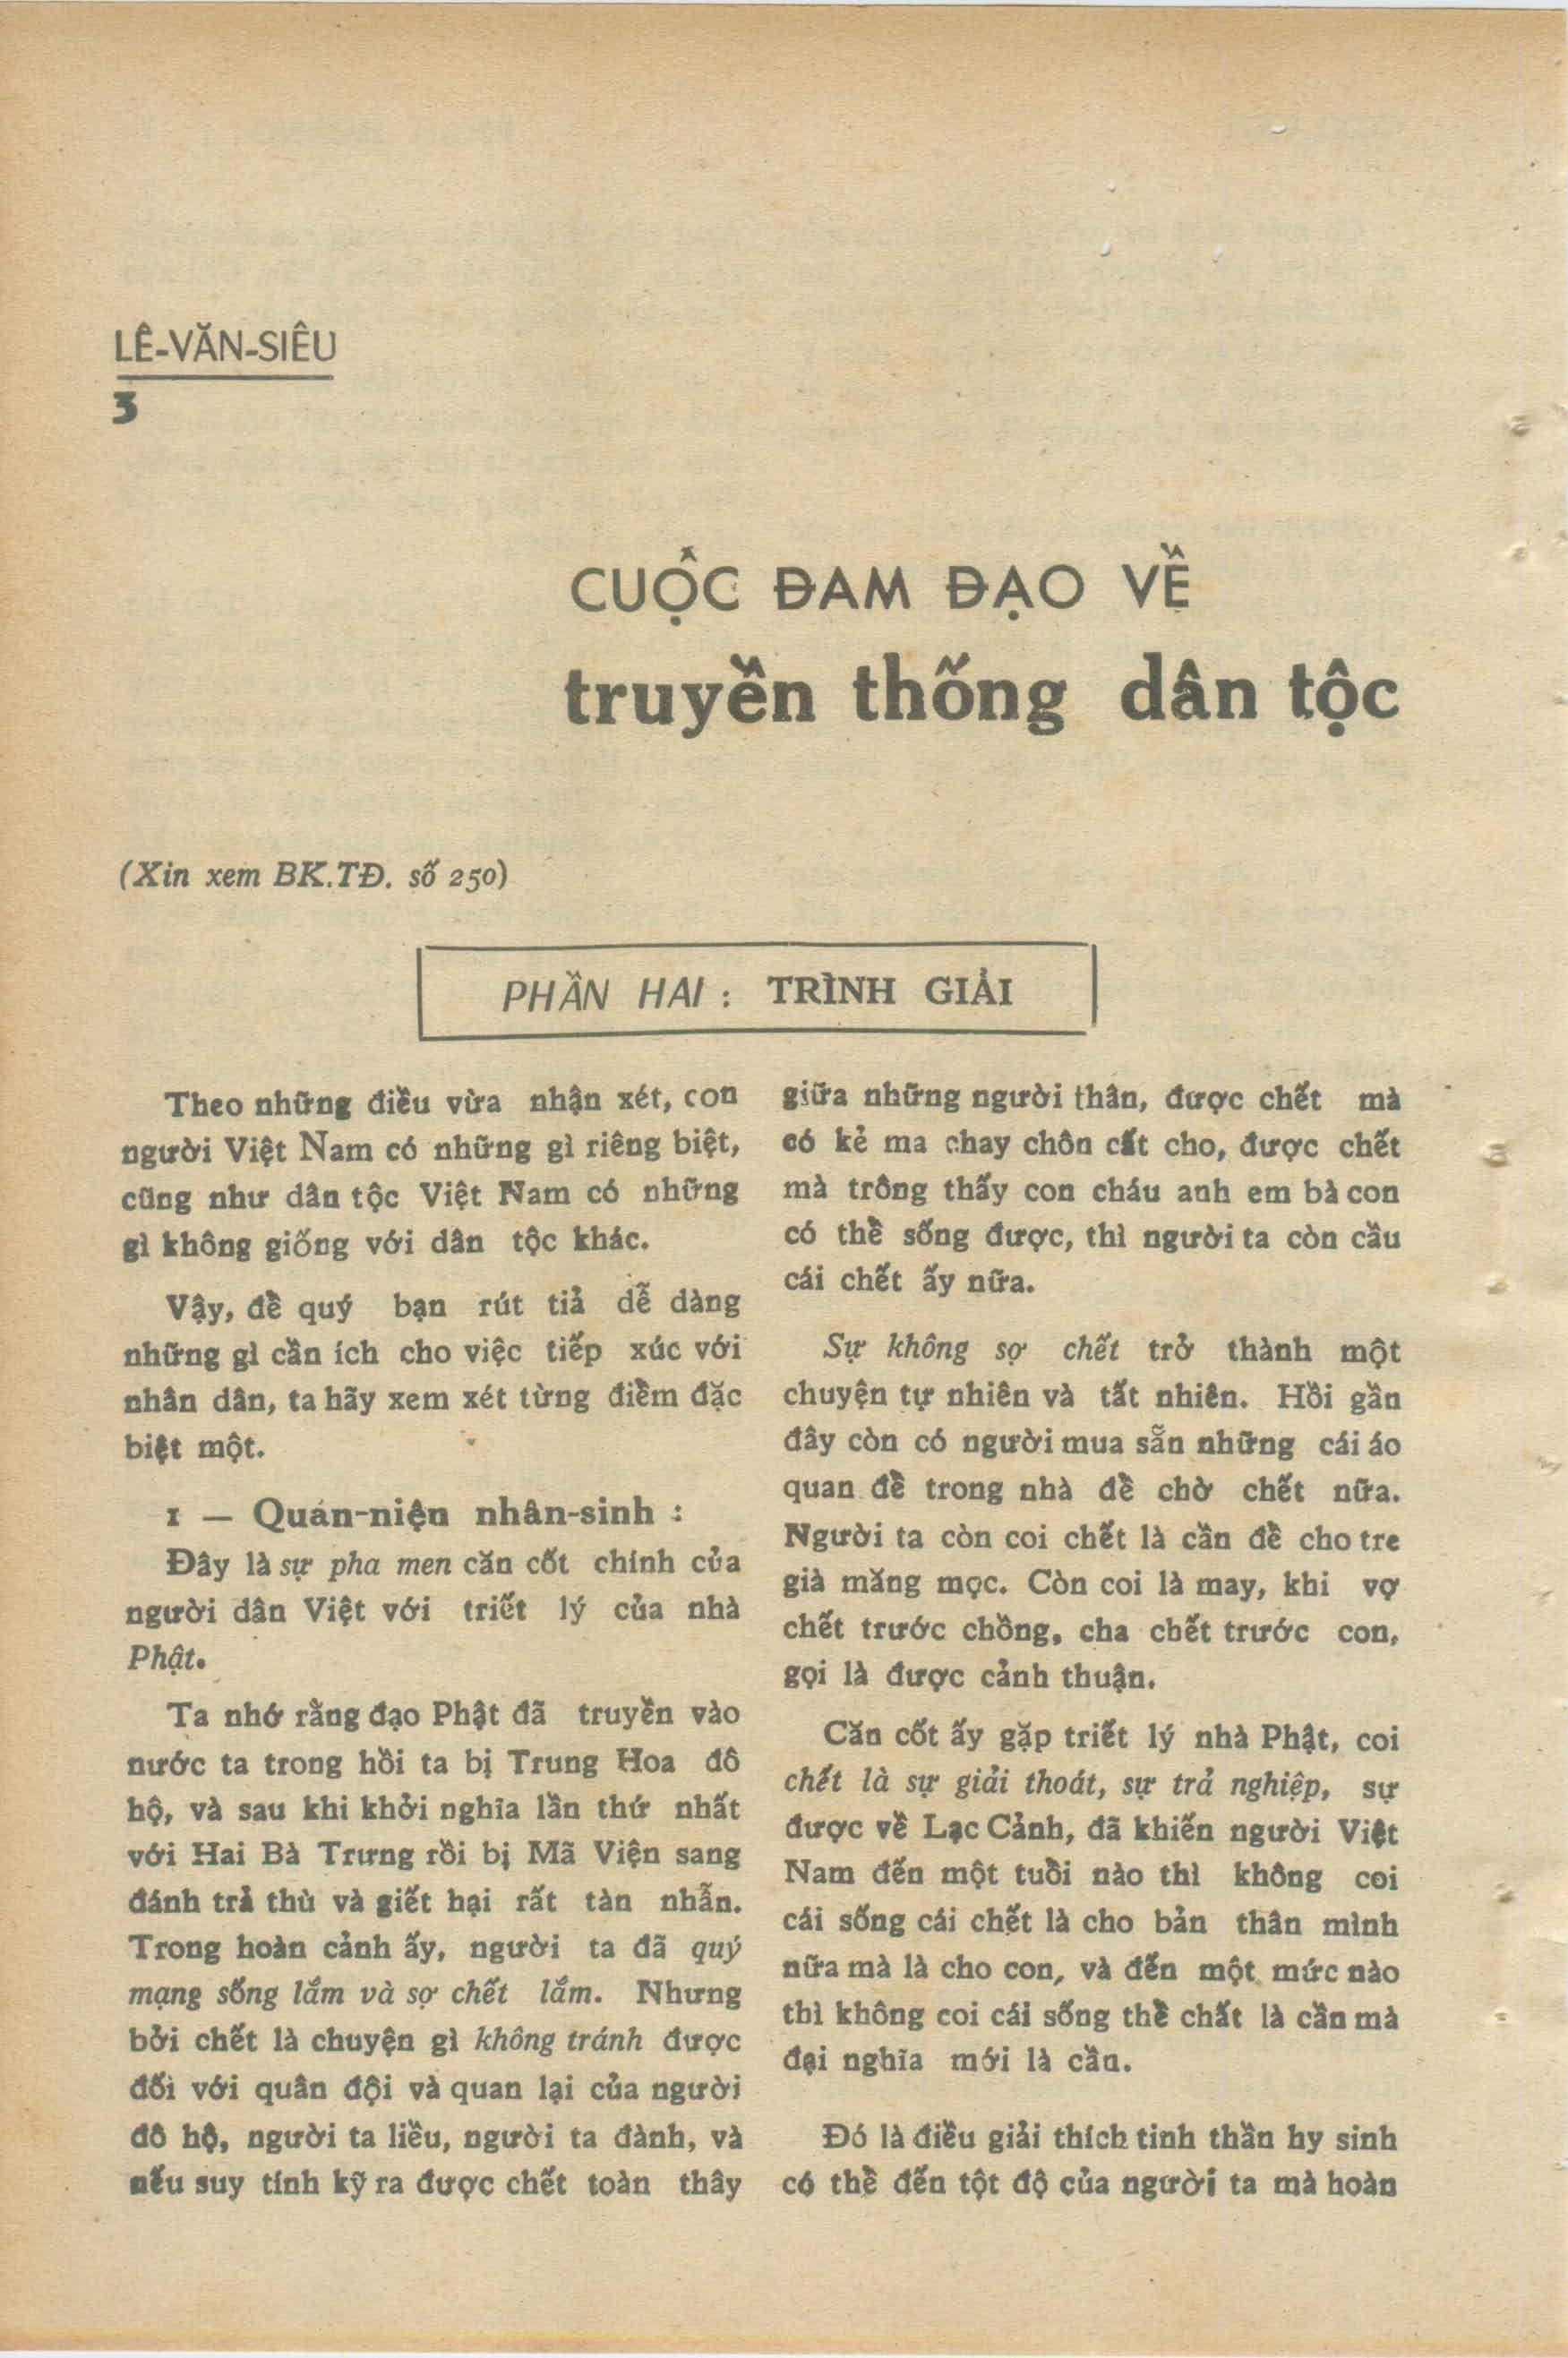 LÊ-VĂN-SIÊU
3
CUỘC ĐAM ĐẠO VỀ
truyền thống dân tộc
(Xin xem BK.TĐ. số 250)
PHẦN HAI : TRÌNH GIẢI
Theo những điều vừa nhận xét, con
người Việt Nam có những gì riêng biệt,
cũng như dân tộc Việt Nam có những
gì không giống với dân tộc khác.
Vậy, để quý bạn rút tiả dễ dàng
những gì cần ích cho việc tiếp xúc với
nhân dân, ta hãy xem xét từng điểm đặc
biệt một.
1 — Quán-niện nhân-sinh :
Đây là sự pha men căn cốt chính của
người dân Việt với triết lý của nhà
Phật.
Ta nhớ rằng đạo Phật đã truyền vào
nước ta trong hồi ta bị Trung Hoa đô
hộ, và sau khi khởi nghĩa lần thứ nhất
với Hai Bà Trưng rồi bị Mã Viện sang
đánh trả thù và giết hại rất tàn nhẫn.
Trong hoàn cảnh ấy, người ta đã quý
mạng sống lắm và sợ chết lắm. Nhưng
bởi chết là chuyện gì không tránh được
đối với quân đội và quan lại của người
đô hộ, người ta liều, người ta đành, và
nếu suy tính kỹ ra được chết toàn thây
giữa những người thân, được chết mà
có kẻ ma chay chôn cất cho, được chết
mà trông thấy con cháu anh em bà con
có thể sống được, thì người ta còn cầu
cái chết ấy nữa.
Sự không sợ chết trở thành một
chuyện tự nhiên và tất nhiên. Hồi gần
đây còn có người mua sẵn những cái áo
quan để trong nhà để chờ chết nữa.
Người ta còn coi chết là cần để cho tre
già măng mọc. Còn coi là may, khi vợ
chết trước chồng, cha chết trước con,
gọi là được cảnh thuận.
Căn cốt ấy gặp triết lý nhà Phật, coi
chết là sự giải thoát, sự trả nghiệp, sự
được về Lạc Cảnh, đã khiến người Việt
Nam đến một tuổi nào thì không coi
cái sống cái chết là cho bản thân mình
nữa mà là cho con, và đến một mức nào
thì không coi cái sống thể chất là cần mà
đại nghĩa mới là cần.
Đó là điều giải thích tinh thần hy sinh
có thể đến tột độ của người ta mà hoàn